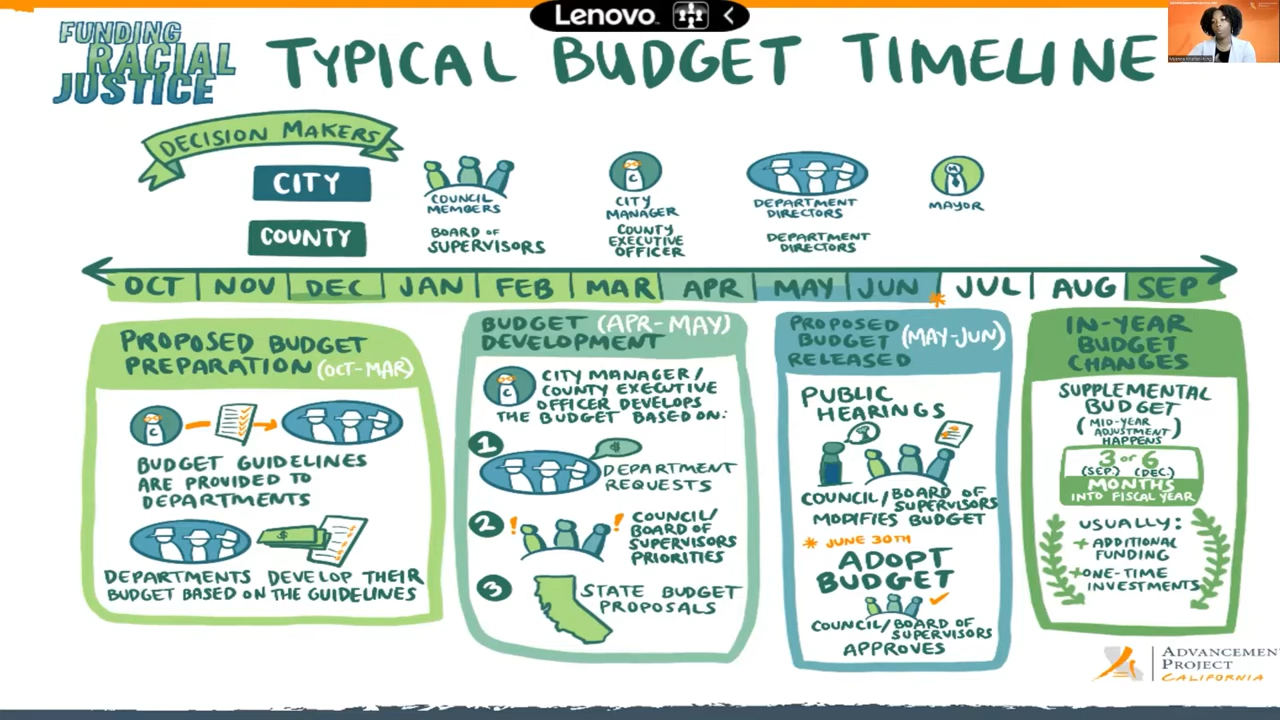 Lenovo
FUNDING
RACIAL
JUSTICE
TYPICAL BUDGET TIMELINE
DECISION MAKERS
CITY
COUNCIL
MEMBERS
CITY
MANAGER
DEPARTMENT
DIRECTORS
MAYOR
COUNTY
BOARD OF
SUPERVISORS
COUNTY
EXECUTIVE
OFFICER
DEPARTMENT
DIRECTORS
OCT NOV DEC JAN FEB MAR APR MAY JUN JUL AUG SEP
PROPOSED BUDGET
PREPARATION (OCT-MAR)
BUDGET GUIDELINES
ARE PROVIDED TO
DEPARTMENTS
DEPARTMENTS DEVELOP THEIR
BUDGET BASED ON THE GUIDELINES
BUDGET (APR-MAY)
DEVELOPMENT
CITY MANAGER/
COUNTY EXECUTIVE
OFFICER DEVELOPS
THE BUDGET BASED ON:
1
DEPARTMENT
REQUESTS
2
COUNCIL/
BOARD OF
SUPERVISORS
PRIORITIES
3
STATE BUDGET
PROPOSALS
PROPOSED
BUDGET (MAY-JUN)
RELEASED
PUBLIC
HEARINGS
COUNCIL/BOARD OF
SUPERVISORS
MODIFIES BUDGET
* JUNE 30TH
ADOPT
BUDGET
COUNCIL/BOARD OF
SUPERVISORS
APPROVES
IN-YEAR
BUDGET
CHANGES
SUPPLEMENTAL
BUDGET
(MID-YEAR
ADJUSTMENT)
HAPPENS
3 or 6
(SEP.) (DEC.)
MONTHS
INTO FISCAL YEAR
USUALLY:
+ ADDITIONAL
FUNDING
+ ONE-TIME
INVESTMENTS
ADVANCEMEN
PROJECT
CALIFORNIA